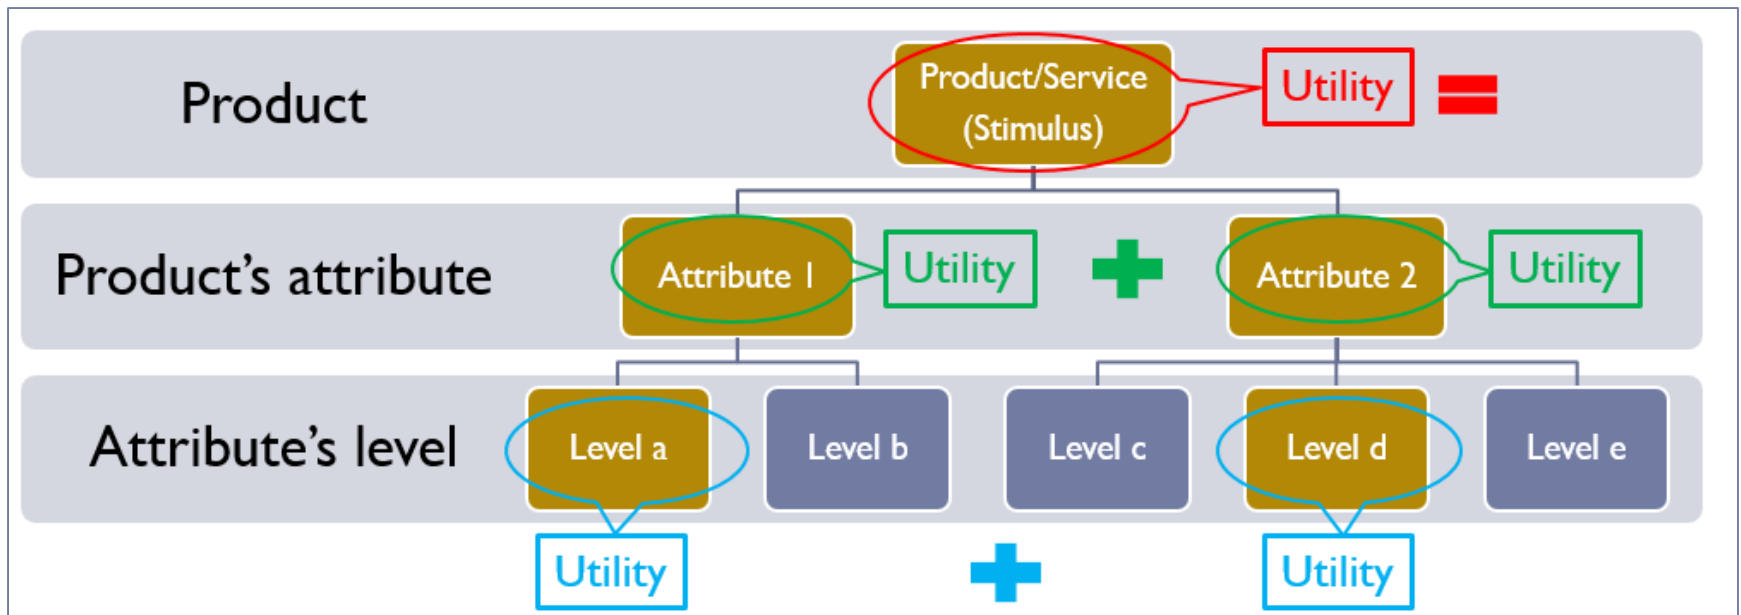 Product
Product/Service
(Stimulus)
Utility
Product's attribute
Attribute 1
Utility
Attribute 2
Utility
Attribute's level
Level a
Level b
Level c
Level d
Level e
Utility
Utility